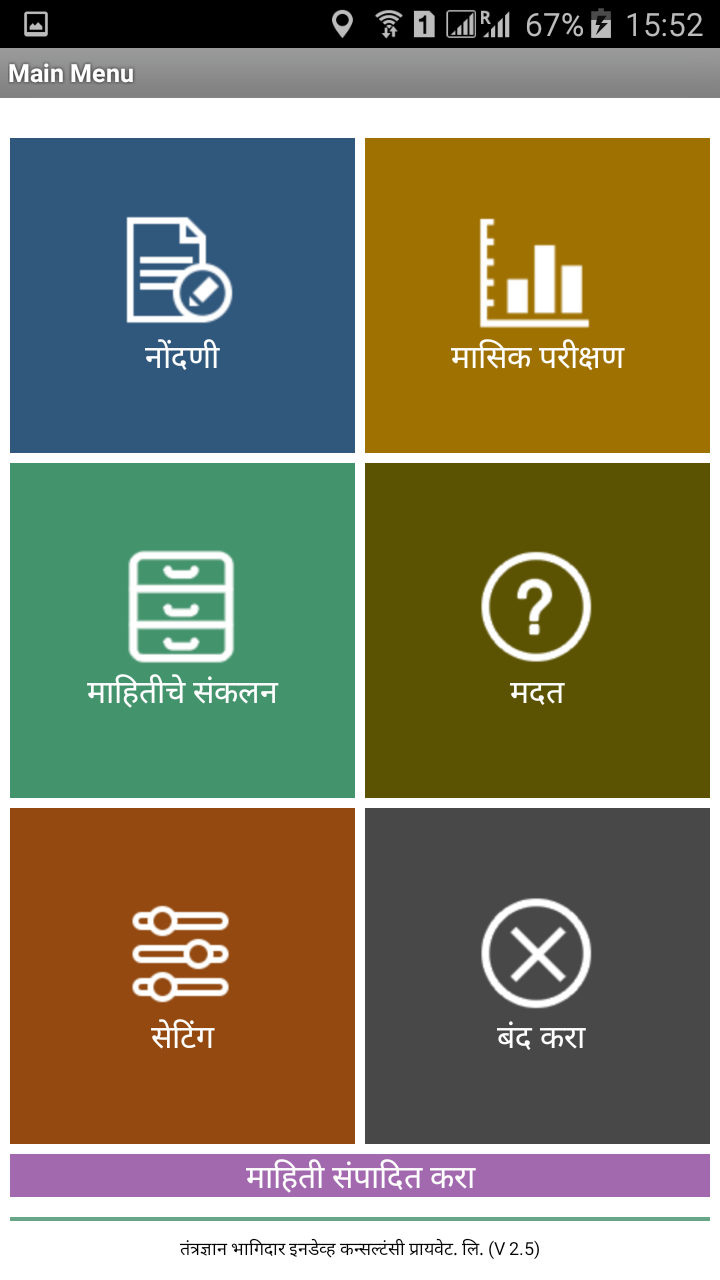 1 R 67% 15:52
Main Menu
नोंदणी
मासिक परीक्षण
माहितीचे संकलन
मदत
सेटिंग
बंद करा
माहिती संपादित करा
तंत्रज्ञान भागिदार इनडेव्ह कन्सल्टंसी प्रायवेट. लि. (V 2.5)